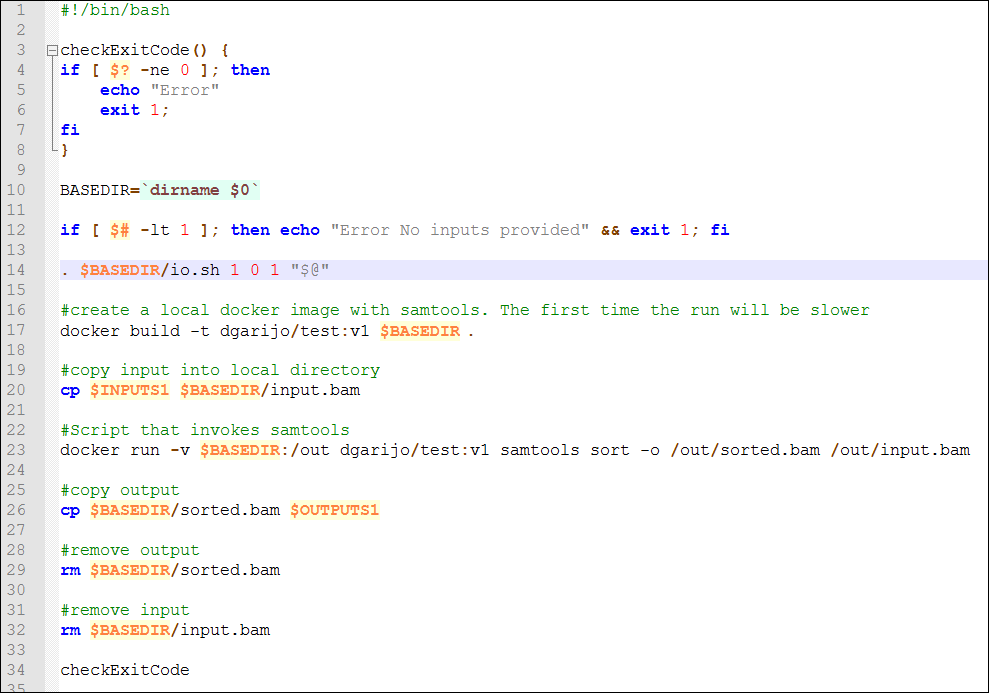 1 #!/bin/bash
2
3 checkExitCode() {
4 if [ $? -ne 0 ]; then
5     echo "Error"
6     exit 1;
7 fi
8 }
9
10 BASEDIR=`dirname $0`
11
12 if [ $# -lt 1 ]; then echo "Error No inputs provided" && exit 1; fi
13
14 . $BASEDIR/io.sh 1 0 1 "$@"
15
16 #create a local docker image with samtools. The first time the run will be slower
17 docker build -t dgarijo/test:v1 $BASEDIR .
18
19 #copy input into local directory
20 cp $INPUTS1 $BASEDIR/input.bam
21
22 #Script that invokes samtools
23 docker run -v $BASEDIR:/out dgarijo/test:v1 samtools sort -o /out/sorted.bam /out/input.bam
24
25 #copy output
26 cp $BASEDIR/sorted.bam $OUTPUTS1
27
28 #remove output
29 rm $BASEDIR/sorted.bam
30
31 #remove input
32 rm $BASEDIR/input.bam
33
34 checkExitCode
35